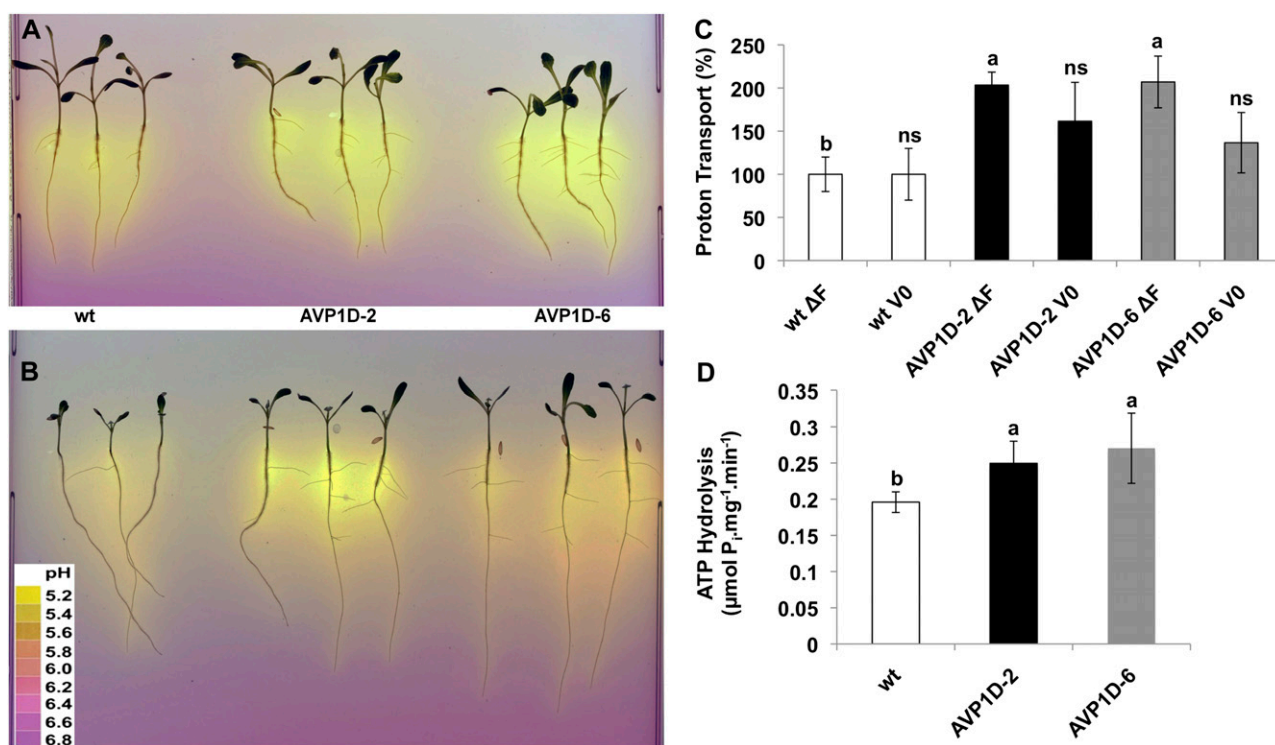 A
wt AVP1D-2 AVP1D-6
B
pH
5.2
5.4
5.6
5.8
6.0
6.2
6.4
6.6
6.8
C
Proton Transport (%)
250
200
150
100
50
0
b
ns
a
ns
a
ns
wt ΔF
wt V0
AVP1D-2 ΔF
AVP1D-2 V0
AVP1D-6 ΔF
AVP1D-6 V0
D
ATP Hydrolysis
(µmol Pᵢ.mg⁻¹.min⁻¹)
0.35
0.3
0.25
0.2
0.15
0.1
0.05
0
b
a
a
wt
AVP1D-2
AVP1D-6